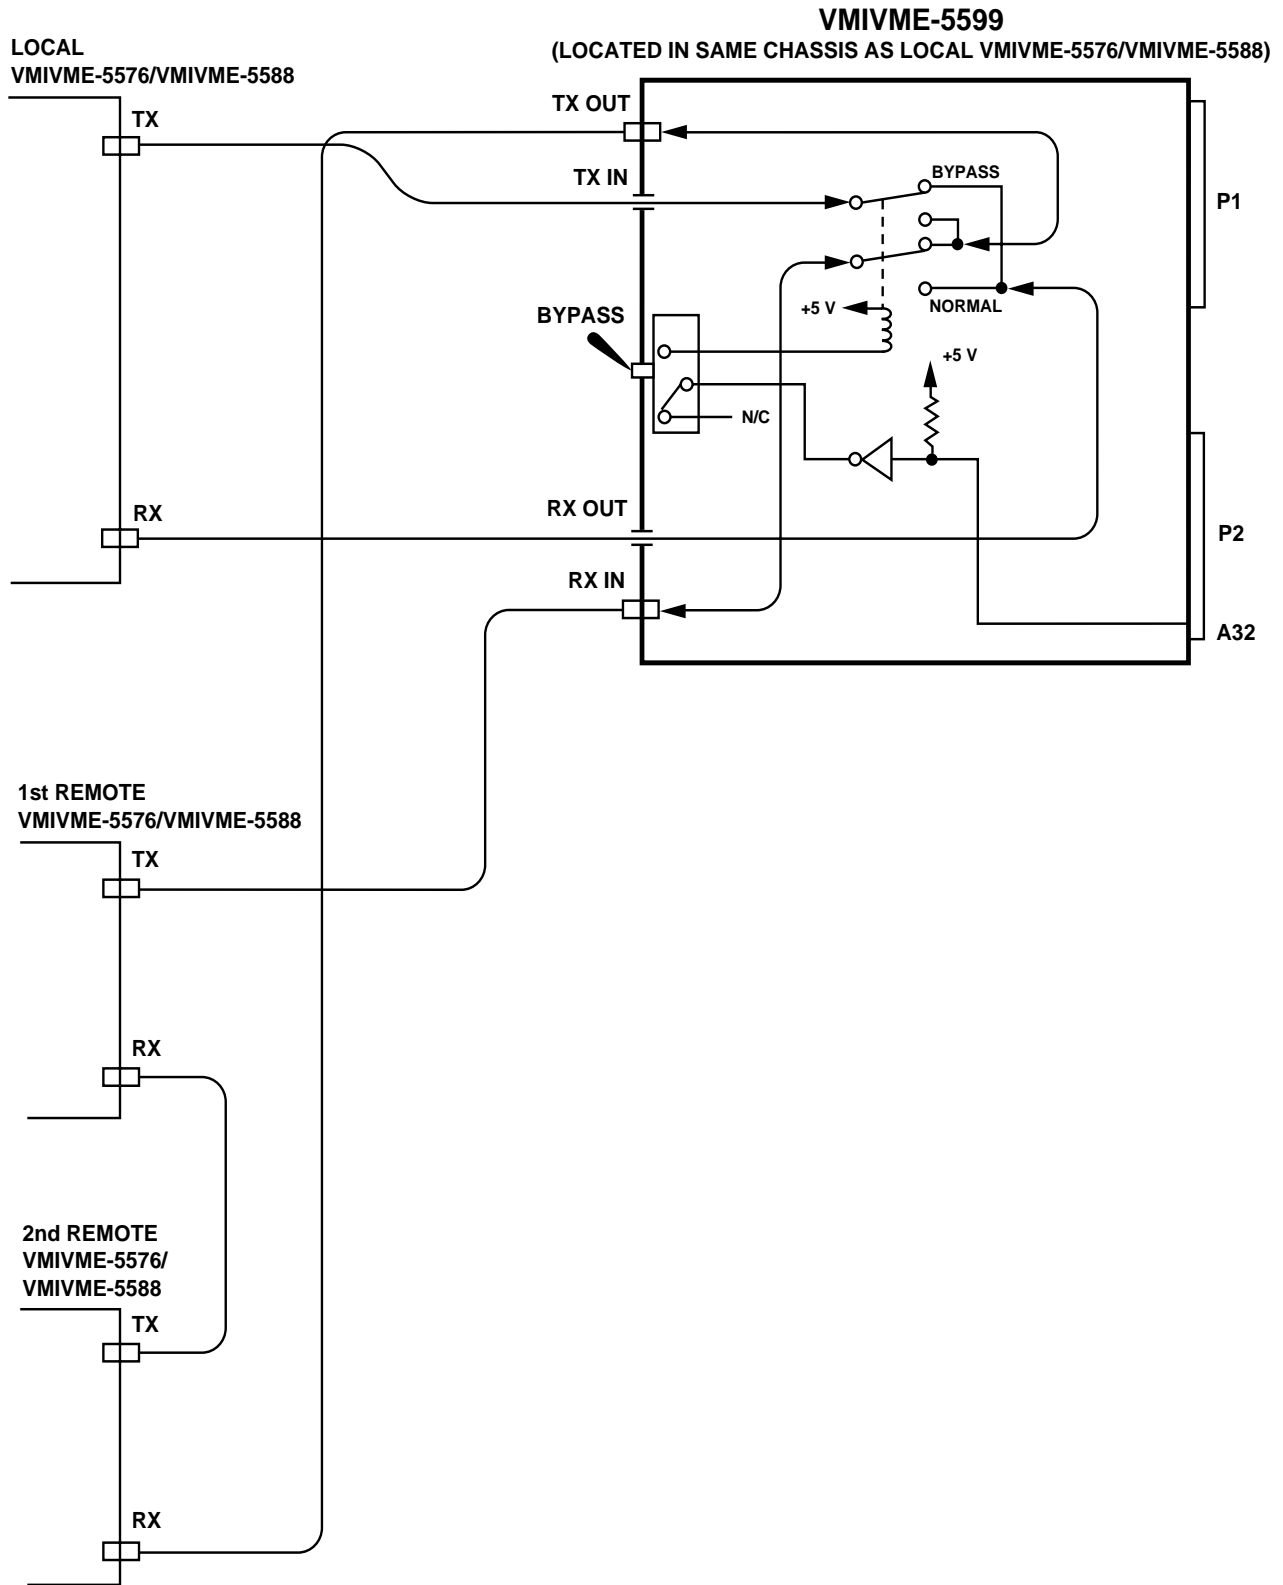 VMIVME-5599
(LOCATED IN SAME CHASSIS AS LOCAL VMIVME-5576/VMIVME-5588)
LOCAL
VMIVME-5576/VMIVME-5588
TX
TX OUT
TX IN
BYPASS
P1
+5 V
NORMAL
BYPASS
+5 V
N/C
RX
RX OUT
P2
RX IN
A32
1st REMOTE
VMIVME-5576/VMIVME-5588
TX
RX
2nd REMOTE
VMIVME-5576/
VMIVME-5588
TX
RX